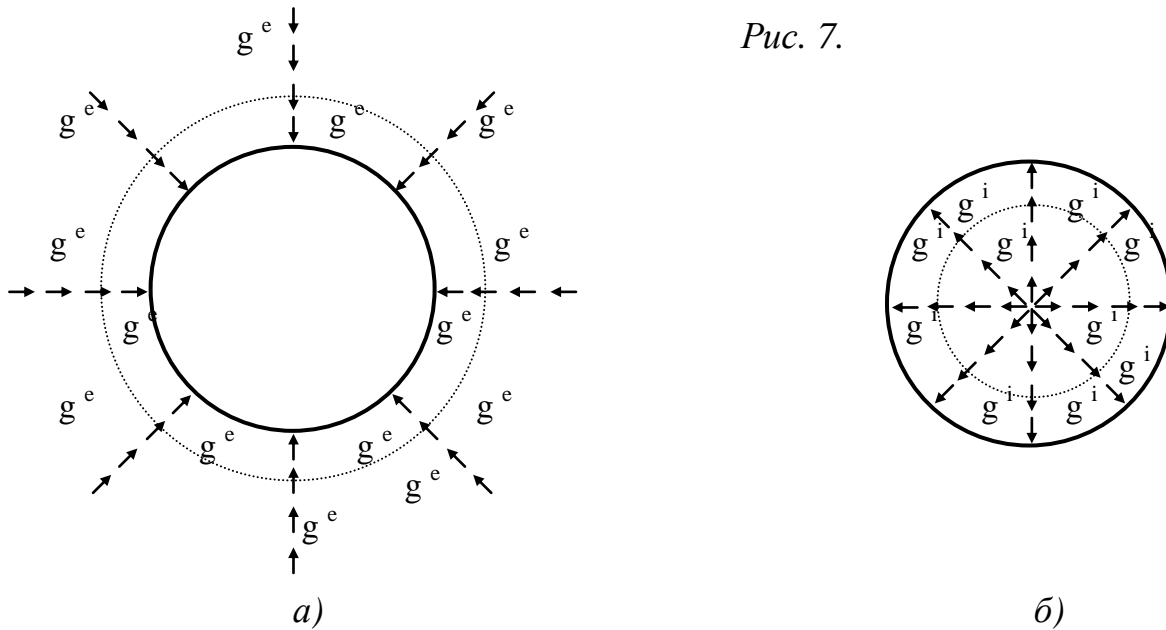 g e
Рис. 7.
g e g e g e
g i g i
g e g e
g i g i g i
g e g e
g i g i
g i
g e g e
g i g i
g e g e
g e
g e
а) б)